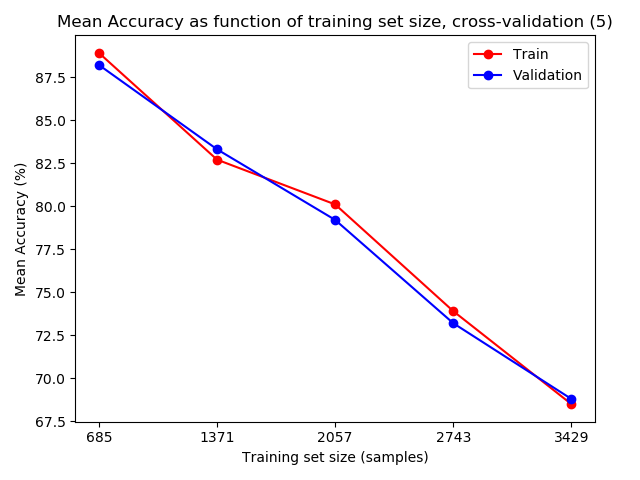 Mean Accuracy as function of training set size, cross-validation (5)
Train
Validation
Mean Accuracy (%)
87.5
85.0
82.5
80.0
77.5
75.0
72.5
70.0
67.5
685 1371 2057 2743 3429
Training set size (samples)